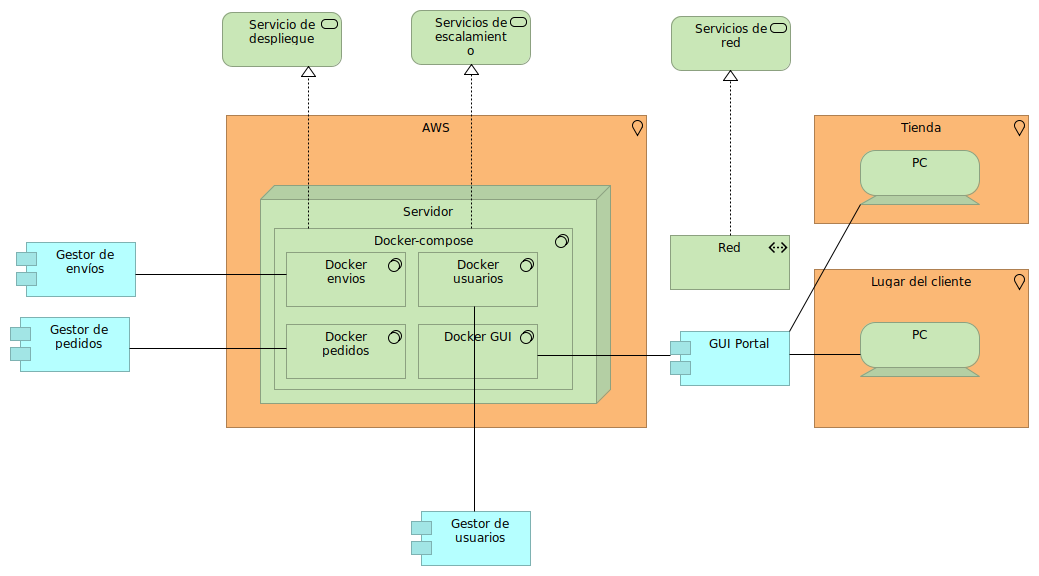 Servicio de
despliegue
Servicios de
escalamient
o
Servicios de
red
AWS
Tienda
PC
Servidor
Docker-compose
Gestor de
envíos
Docker
envios
Docker
usuarios
Red
Lugar del cliente
Gestor de
pedidos
Docker
pedidos
Docker GUI
GUI Portal
PC
Gestor de
usuarios